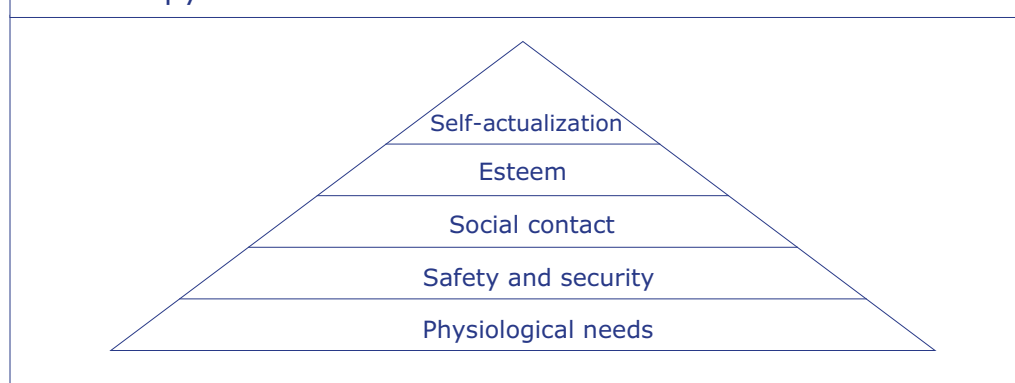 Self-actualization
Esteem
Social contact
Safety and security
Physiological needs